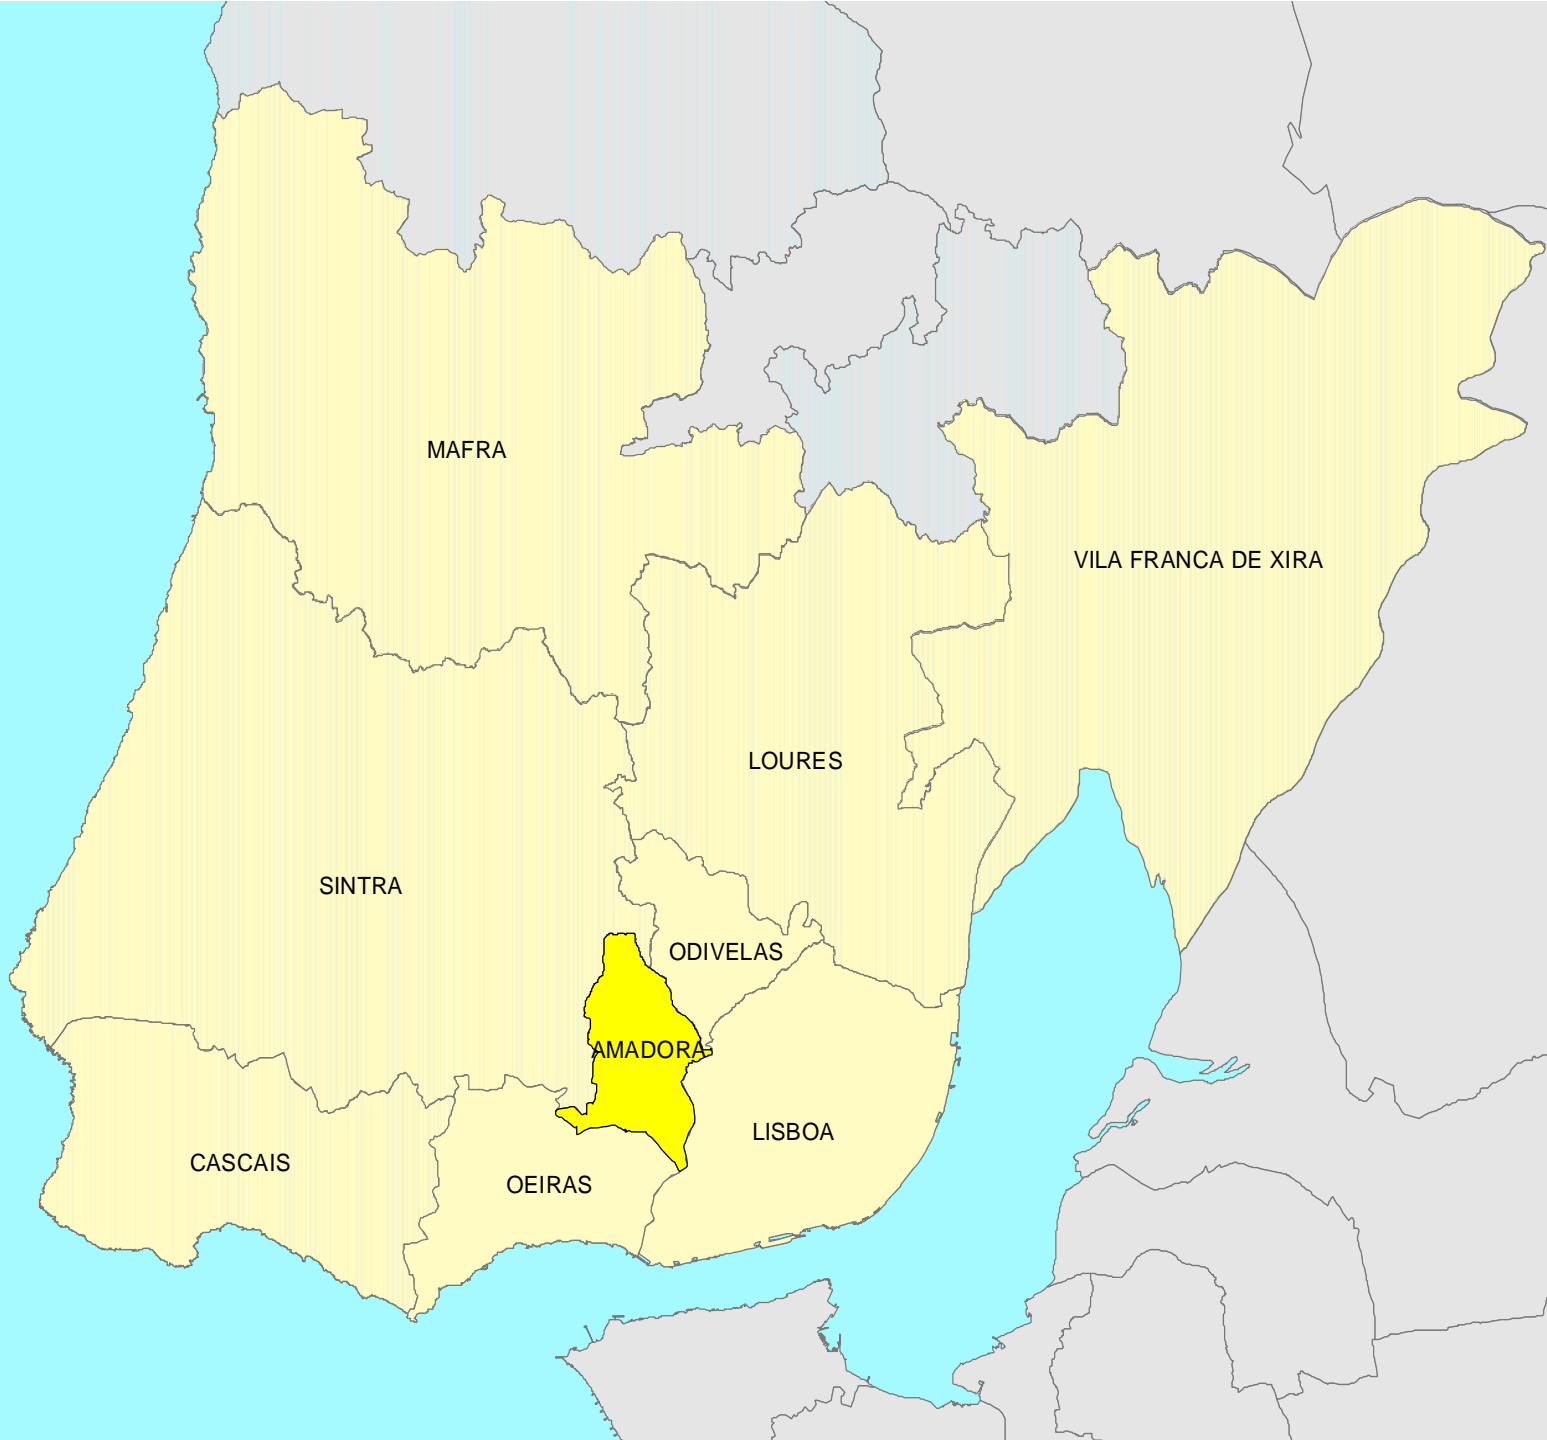 MAFRA
VILA FRANCA DE XIRA
LOURES
SINTRA
ODIVELAS
AMADORA
LISBOA
CASCAIS
OEIRAS